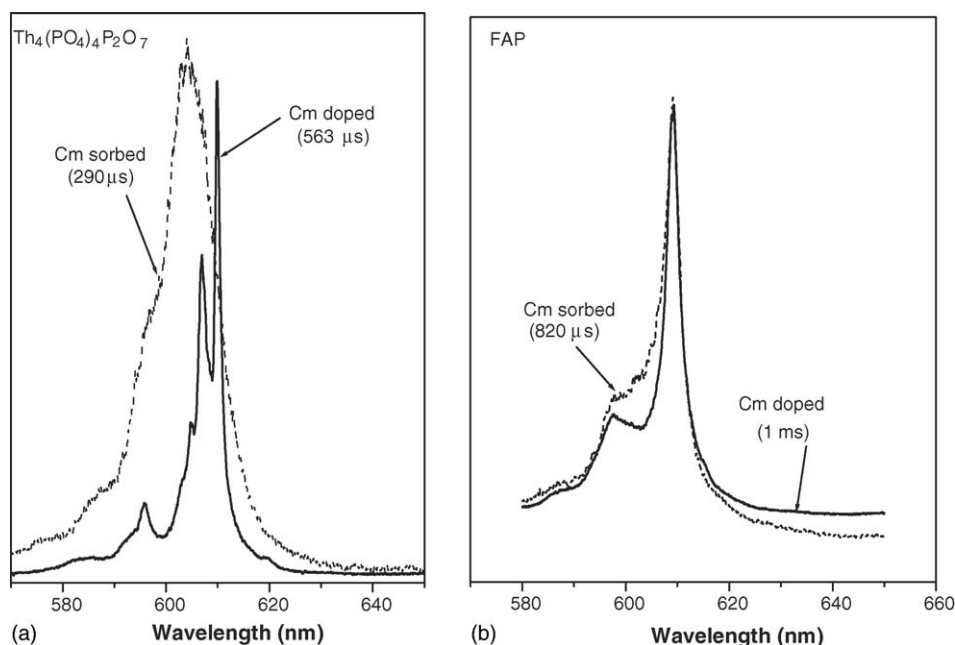 Th₄(PO₄)₄P₂O₇
Cm doped
(563 μs)
Cm sorbed
(290μs)
580
600
620
640
(a)
Wavelength (nm)
FAP
Cm sorbed
(820 μs)
Cm doped
(1 ms)
580
600
620
640
660
(b)
Wavelength (nm)